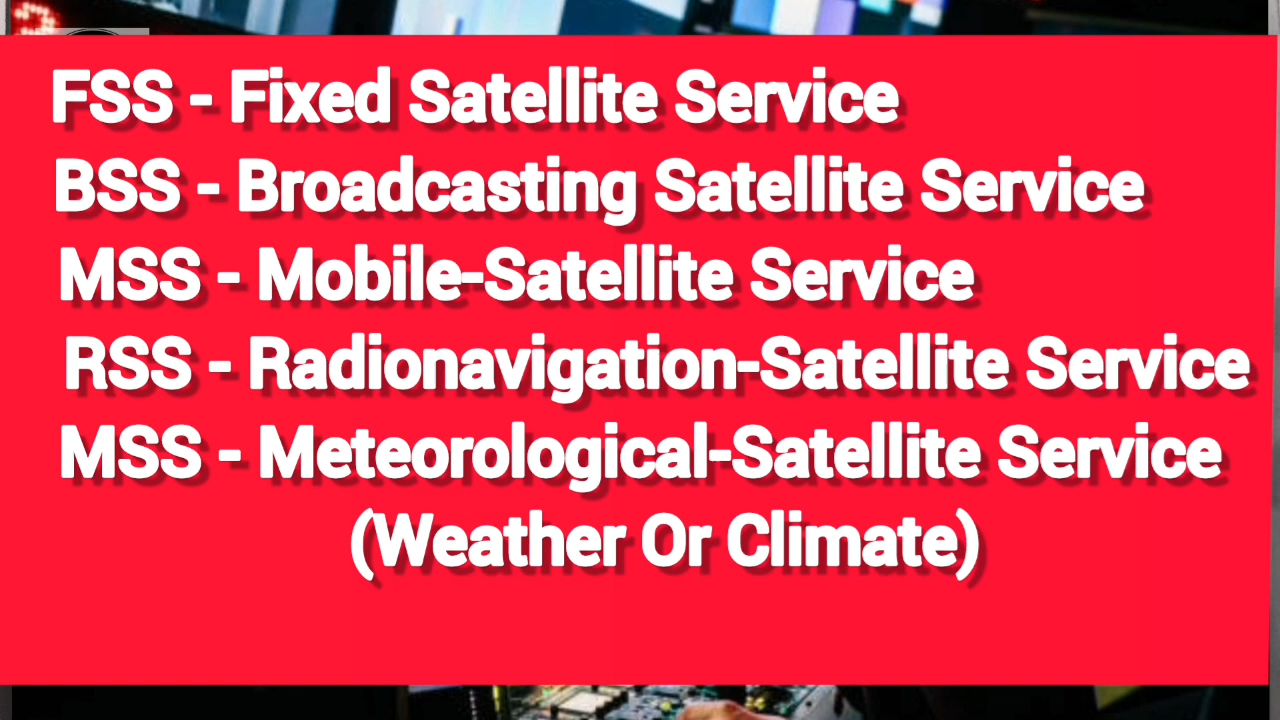 FSS - Fixed Satellite Service
BSS - Broadcasting Satellite Service
MSS - Mobile-Satellite Service
RSS - Radionavigation-Satellite Service
MSS - Meteorological-Satellite Service
(Weather Or Climate)